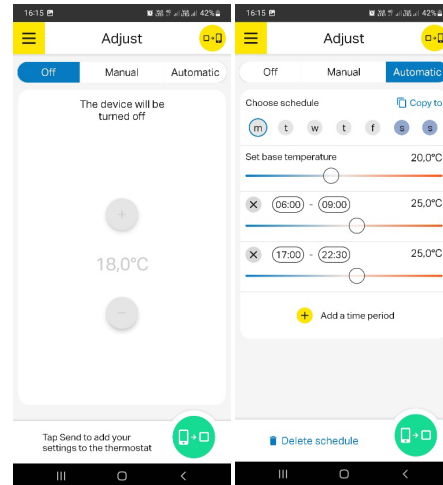 16:15
42%
Adjust
Off Manual Automatic
The device will be
turned off
+
18,0°C
−
Tap Send to add your
settings to the thermostat
16:15
42%
Adjust
Off Manual Automatic
Choose schedule Copy to
m t w t f s s
Set base temperature 20,0°C
06:00 - 09:00 25,0°C
17:00 - 22:30 25,0°C
+ Add a time period
Delete schedule